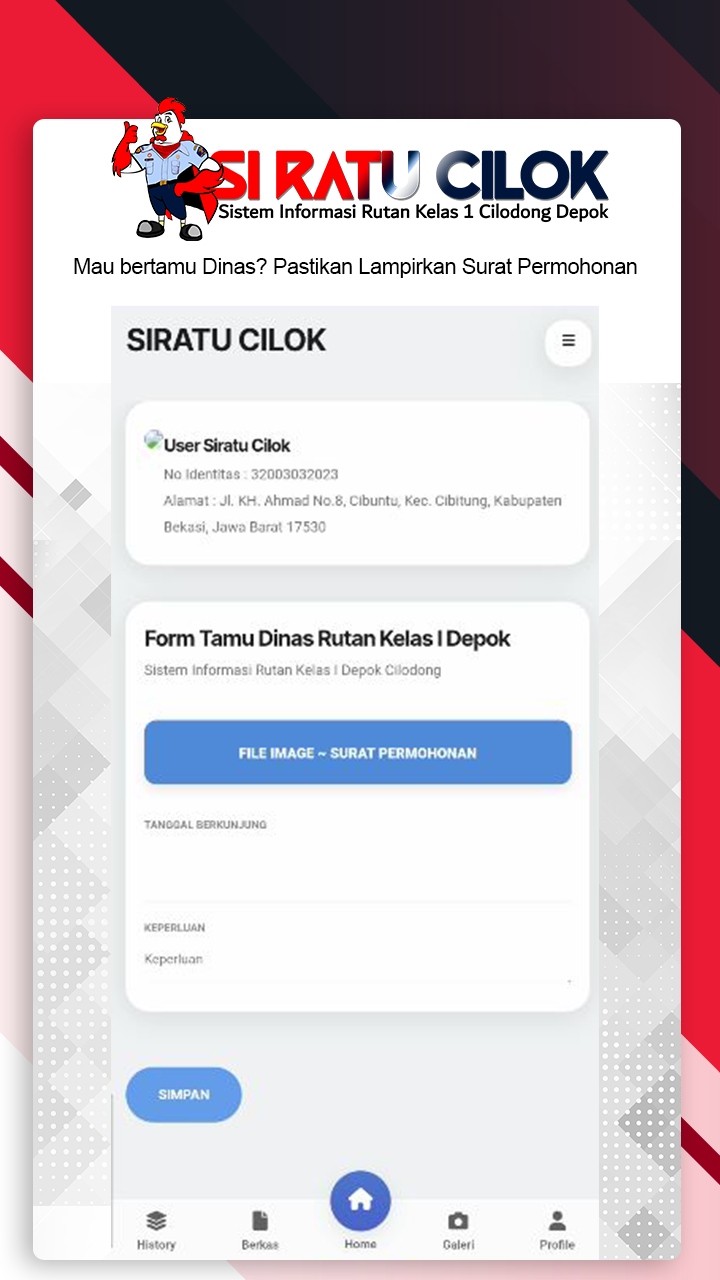 SI RATU CILOK
Sistem Informasi Rutan Kelas 1 Cilodong Depok
Mau bertamu Dinas? Pastikan Lampirkan Surat Permohonan
SIRATU CILOK
User Siratu Cilok
No Identitas : 32003032023
Alamat : Jl. KH. Ahmad No.8, Cibuntu, Kec. Cibitung, Kabupaten
Bekasi, Jawa Barat 17530
Form Tamu Dinas Rutan Kelas I Depok
Sistem Informasi Rutan Kelas I Depok Cilodong
FILE IMAGE ~ SURAT PERMOHONAN
TANGGAL BERKUNJUNG
KEPERLUAN
Keperluan
SIMPAN
History Berkas Home Galeri Profile